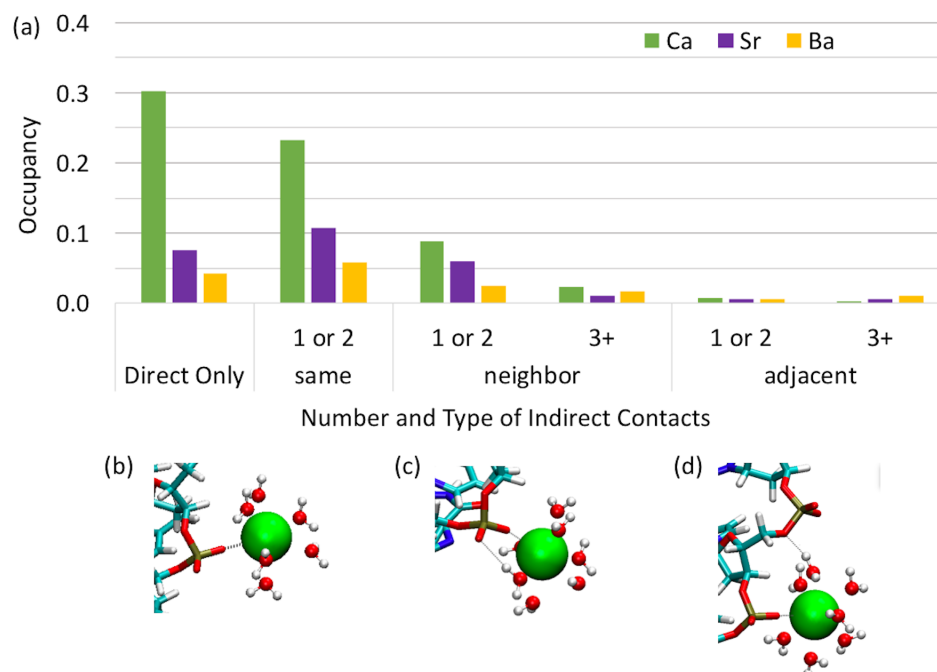 (a)
0.4
Ca Sr Ba
0.3
0.2
0.1
0.0
Occupancy
1 or 2 1 or 2 3+ 1 or 2 3+
Direct Only same neighbor adjacent
Number and Type of Indirect Contacts
(b) (c) (d)